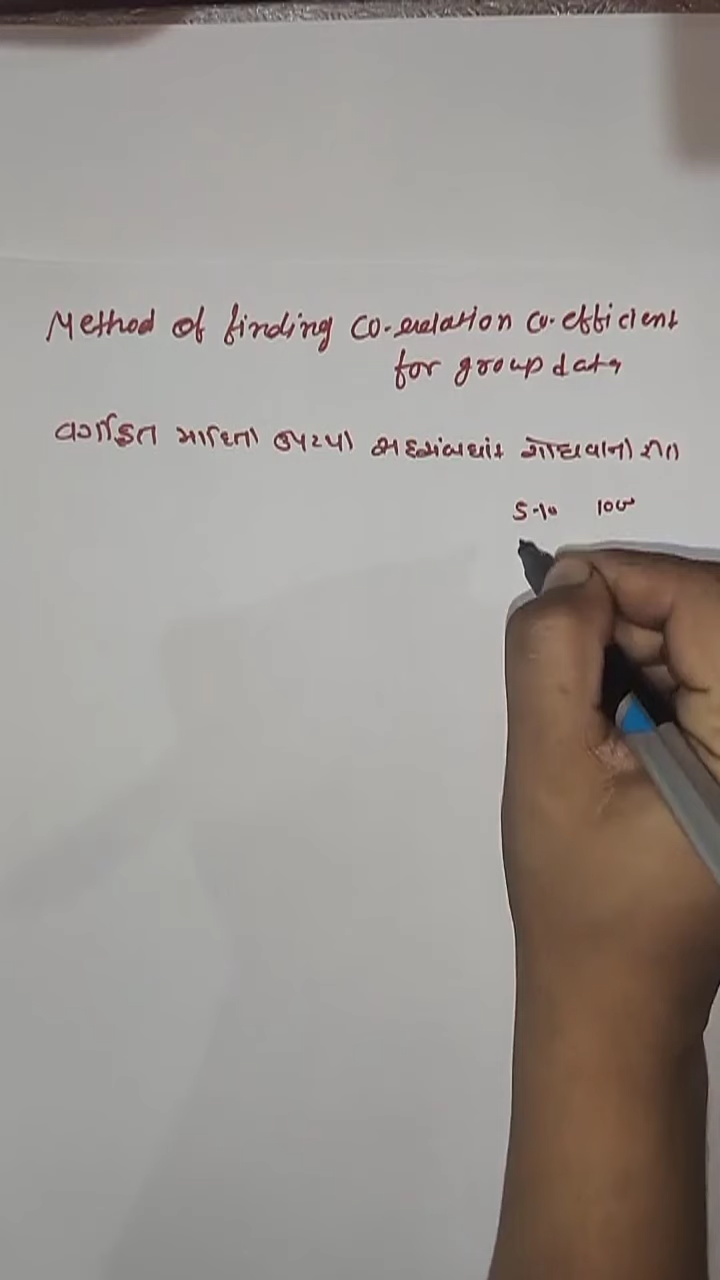 Method of finding co-relation co-efficient
for group data
વર્ગીકૃત માહિતી ઉપરથી સહસંબંધાંક શોધવાની રીત
5-10 100